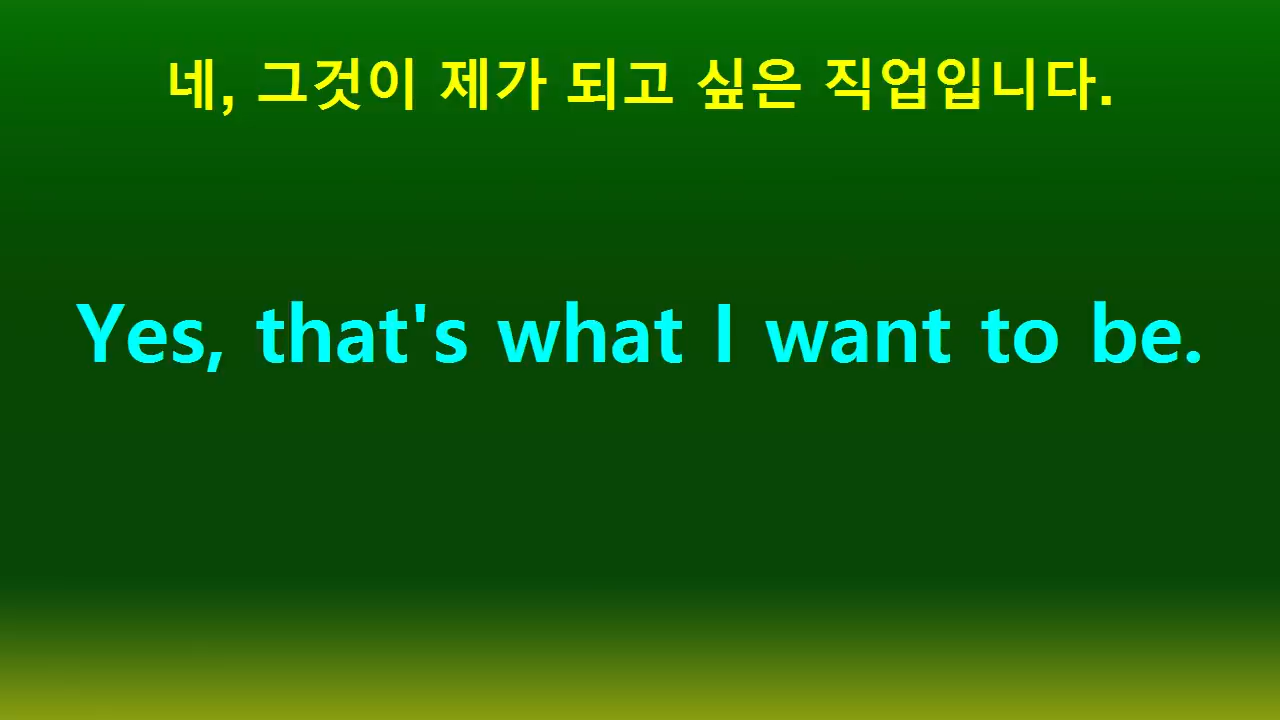 네, 그것이 제가 되고 싶은 직업입니다.
Yes, that's what I want to be.